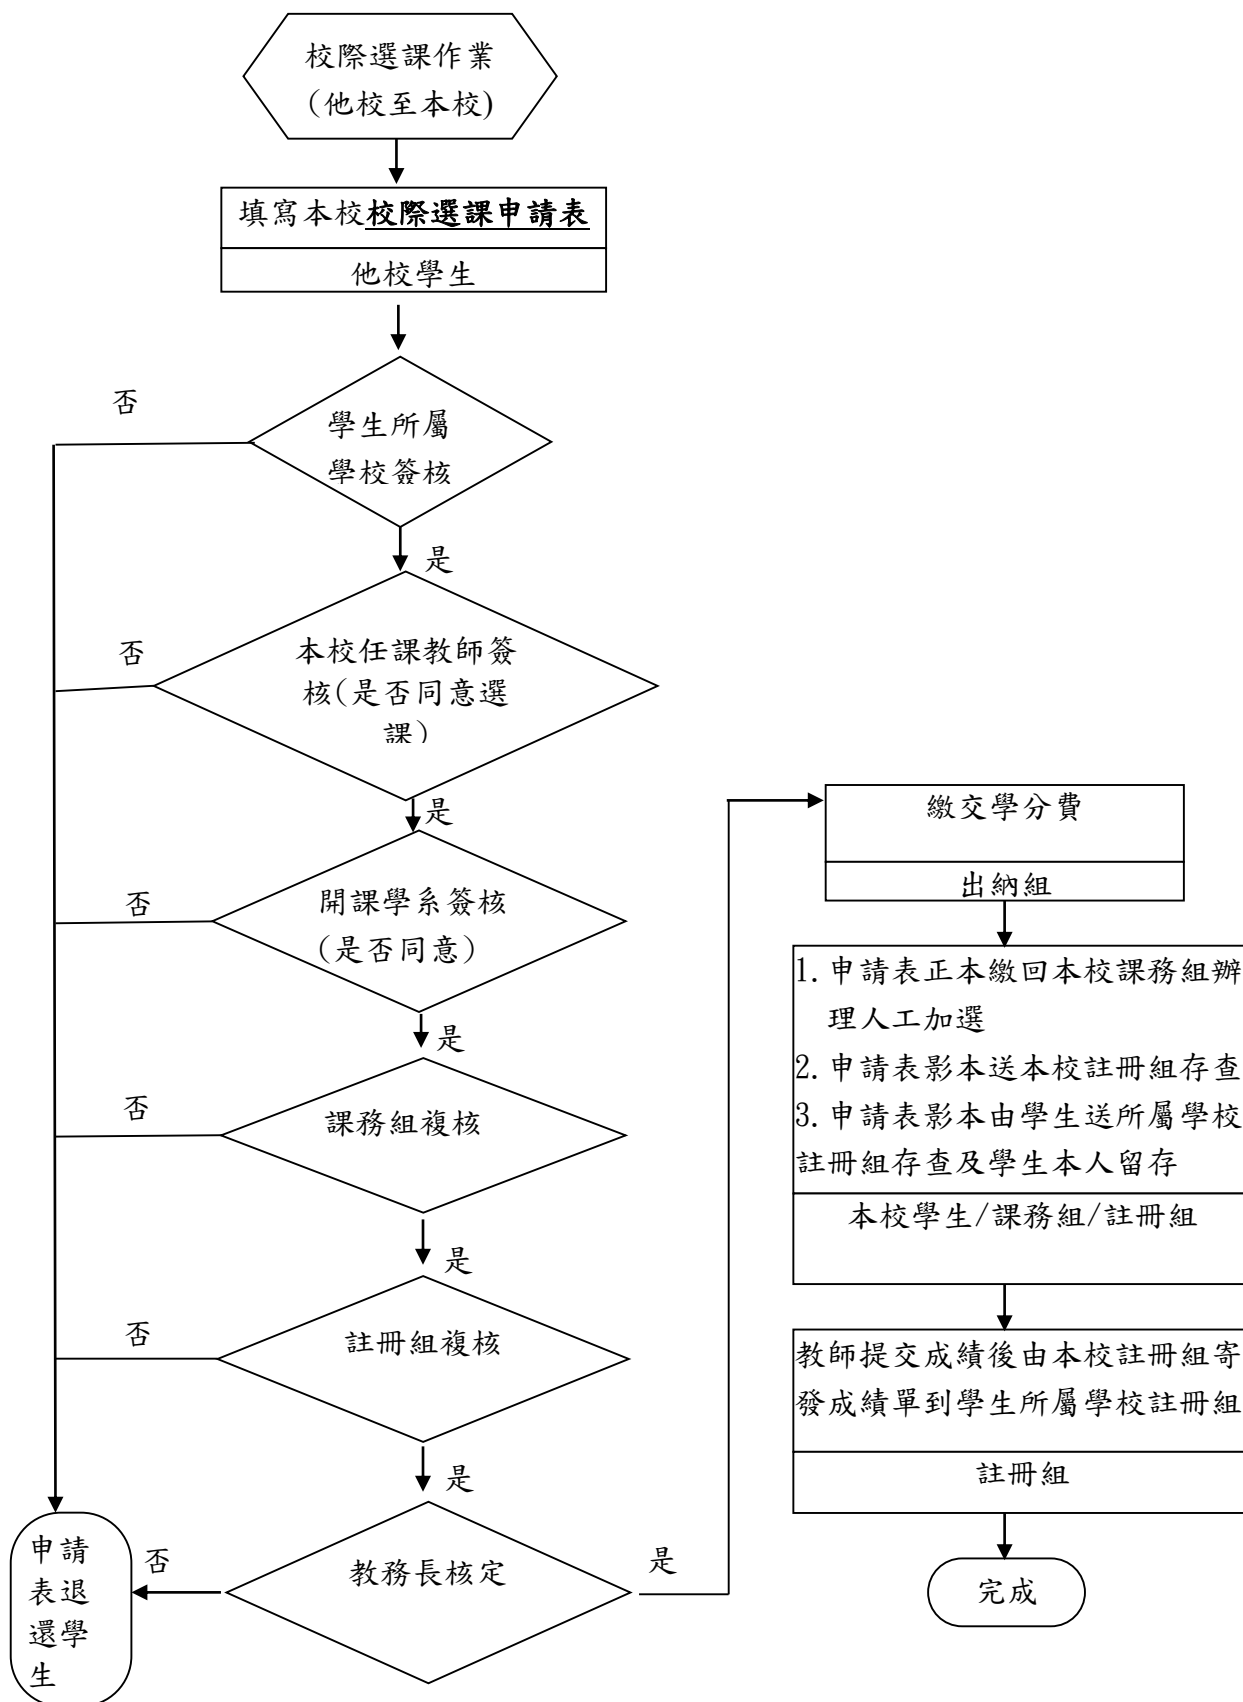 校際選課作業
(他校至本校)
填寫本校校際選課申請表
他校學生
否
學生所屬
學校簽核
是
否
本校任課教師簽
核(是否同意選
課)
是
否
開課學系簽核
(是否同意)
是
否
課務組複核
是
否
註冊組複核
是
申請
表退
還學
生
否
教務長核定
是
繳交學分費
出納組
1. 申請表正本繳回本校課務組辦
理人工加選
2. 申請表影本送本校註冊組存查
3. 申請表影本由學生送所屬學校
註冊組存查及學生本人留存
本校學生/課務組/註冊組
教師提交成績後由本校註冊組寄
發成績單到學生所屬學校註冊組
註冊組
完成